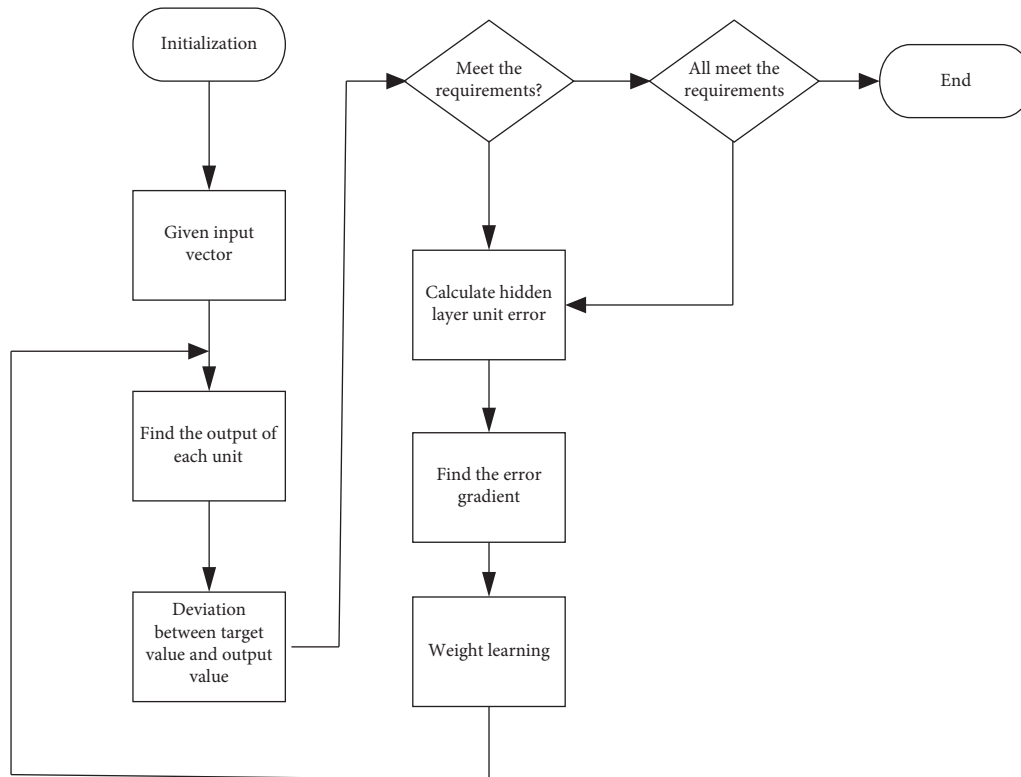 Initialization
Given input
vector
Find the output of
each unit
Deviation
between target
value and output
value
Meet the
requirements?
All meet the
requirements
End
Calculate hidden
layer unit error
Find the error
gradient
Weight learning